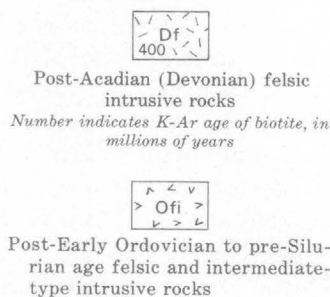 Df
400
Post-Acadian (Devonian) felsic
intrusive rocks
Number indicates K-Ar age of biotite, in
millions of years
Ofi
Post-Early Ordovician to pre-Silu-
rian age felsic and intermediate-
type intrusive rocks